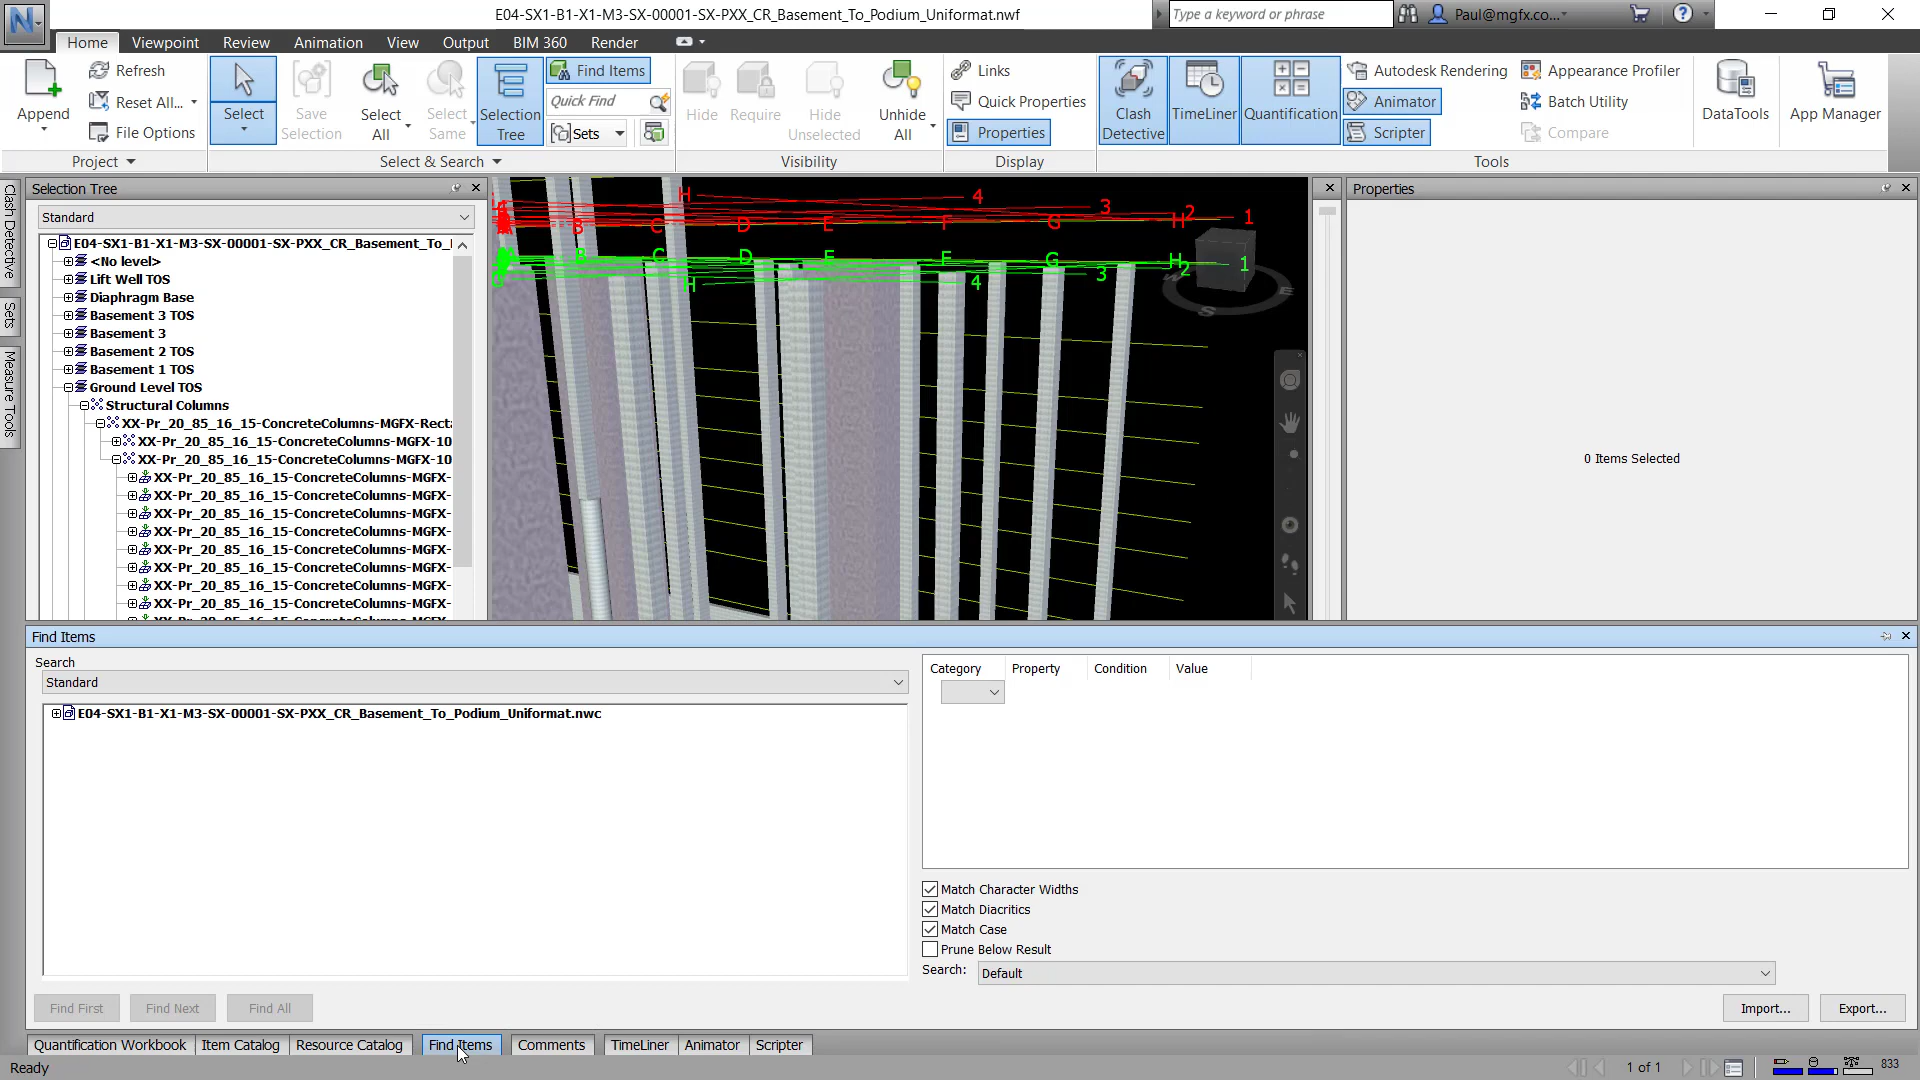 E04-SX1-B1-X1-M3-SX-00001-SX-PXX_CR_Basement_To_Podium_Uniformat.nwf
Type a keyword or phrase
Paul@mgfx.co...
Home
Viewpoint
Review
Animation
View
Output
BIM 360
Render
Append
Refresh
Reset All...
File Options
Project
Select
Save Selection
Select All
Select Same
Selection Tree
Find Items
Quick Find
Sets
Select & Search
Hide
Require
Hide Unselected
Unhide All
Visibility
Links
Quick Properties
Properties
Display
Clash Detective
TimeLiner
Quantification
Autodesk Rendering
Animator
Scripter
Appearance Profiler
Batch Utility
Compare
Tools
DataTools
App Manager
Clash Detective
Sets
Measure Tools
Selection Tree
Standard
E04-SX1-B1-X1-M3-SX-00001-SX-PXX_CR_Basement_To_
<No level>
Lift Well TOS
Diaphragm Base
Basement 3 TOS
Basement 3
Basement 2 TOS
Basement 1 TOS
Ground Level TOS
Structural Columns
XX-Pr_20_85_16_15-ConcreteColumns-MGFX-Rect
XX-Pr_20_85_16_15-ConcreteColumns-MGFX-10
XX-Pr_20_85_16_15-ConcreteColumns-MGFX-10
XX-Pr_20_85_16_15-ConcreteColumns-MGFX-
XX-Pr_20_85_16_15-ConcreteColumns-MGFX-
XX-Pr_20_85_16_15-ConcreteColumns-MGFX-
XX-Pr_20_85_16_15-ConcreteColumns-MGFX-
XX-Pr_20_85_16_15-ConcreteColumns-MGFX-
XX-Pr_20_85_16_15-ConcreteColumns-MGFX-
XX-Pr_20_85_16_15-ConcreteColumns-MGFX-
XX-Pr_20_85_16_15-ConcreteColumns-MGFX-
H 4 3 2 1
B C D E F G H
B C D E F G H 1
H 4 3 2
E
S
Properties
0 Items Selected
Find Items
Search
Standard
E04-SX1-B1-X1-M3-SX-00001-SX-PXX_CR_Basement_To_Podium_Uniformat.nwc
Category Property Condition Value
Match Character Widths
Match Diacritics
Match Case
Prune Below Result
Search: Default
Find First
Find Next
Find All
Import...
Export...
Quantification Workbook
Item Catalog
Resource Catalog
Find Items
Comments
TimeLiner
Animator
Scripter
Ready
1 of 1
833